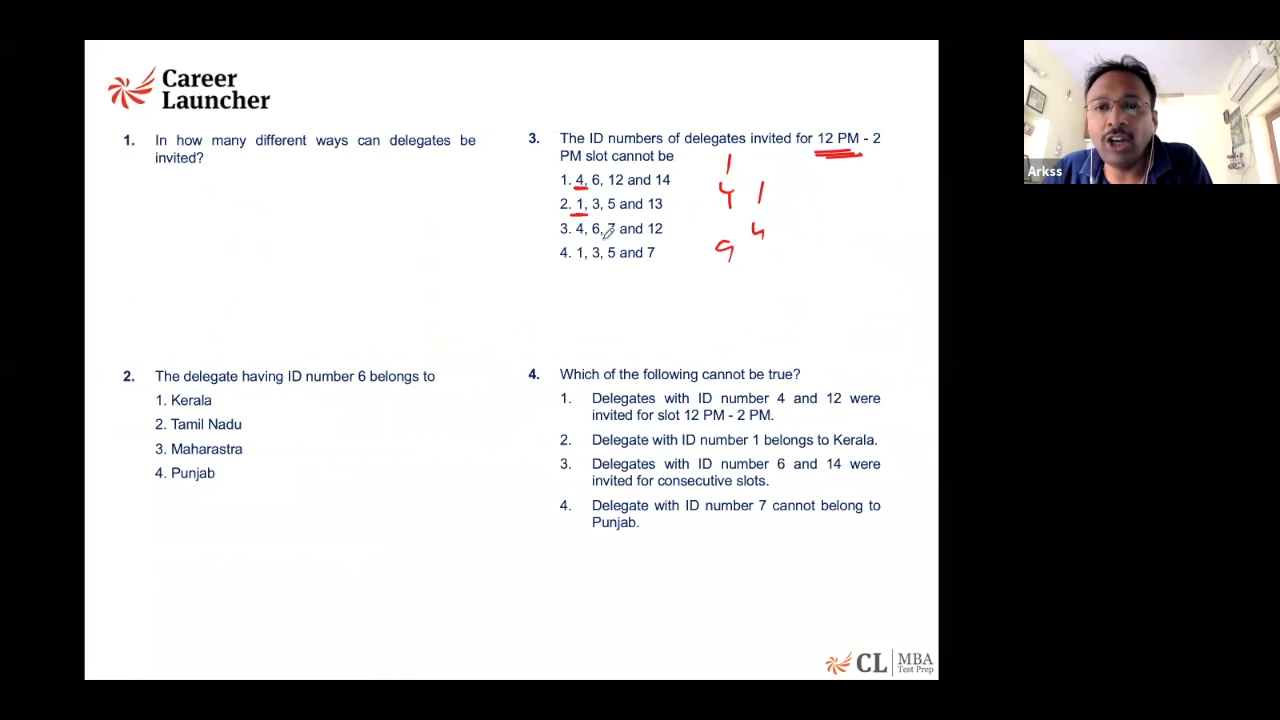 Career
Launcher
1. In how many different ways can delegates be
invited?
2. The delegate having ID number 6 belongs to
1. Kerala
2. Tamil Nadu
3. Maharastra
4. Punjab
3. The ID numbers of delegates invited for 12 PM - 2
PM slot cannot be
1. 4, 6, 12 and 14
2. 1, 3, 5 and 13
3. 4, 6, 7 and 12
4. 1, 3, 5 and 7
1
4 1
4
9
4. Which of the following cannot be true?
1. Delegates with ID number 4 and 12 were
invited for slot 12 PM - 2 PM.
2. Delegate with ID number 1 belongs to Kerala.
3. Delegates with ID number 6 and 14 were
invited for consecutive slots.
4. Delegate with ID number 7 cannot belong to
Punjab.
CL MBA
Test Prep
Arkss